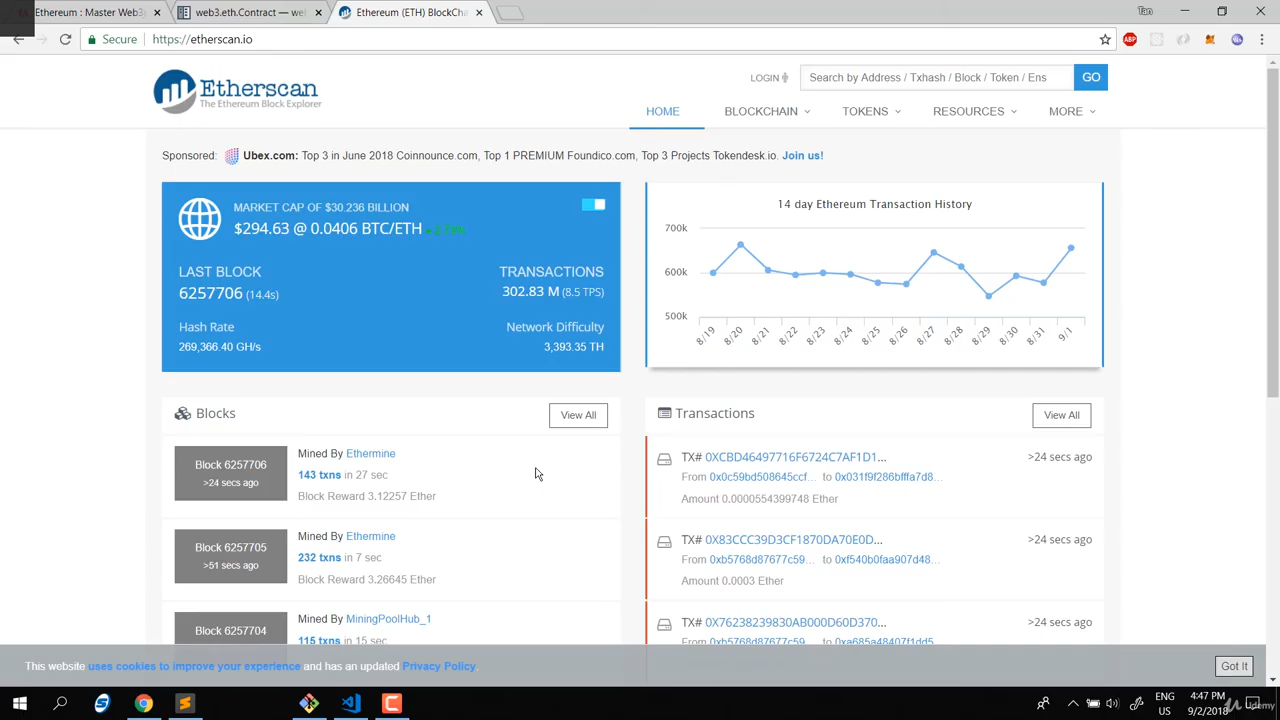 Ethereum : Master Web3
web3.eth.Contract — we
Ethereum (ETH) BlockCha
Tan
Secure
https://etherscan.io
ABP
Etherscan
The Ethereum Block Explorer
LOGIN
Search by Address / Txhash / Block / Token / Ens
GO
HOME
BLOCKCHAIN
TOKENS
RESOURCES
MORE
Sponsored: Ubex.com: Top 3 in June 2018 Coinnounce.com, Top 1 PREMIUM Foundico.com, Top 3 Projects Tokendesk.io. Join us!
MARKET CAP OF $30.236 BILLION
$294.63 @ 0.0406 BTC/ETH
LAST BLOCK
6257706 (14.4s)
TRANSACTIONS
302.83 M (8.5 TPS)
Hash Rate
269,366.40 GH/s
Network Difficulty
3,393.35 TH
14 day Ethereum Transaction History
700k
600k
500k
8/19
8/20
8/21
8/22
8/23
8/24
8/25
8/26
8/27
8/28
8/29
8/30
8/31
9/1
Blocks
View All
Block 6257706
>24 secs ago
Mined By Ethermine
143 txns in 27 sec
Block Reward 3.12257 Ether
Block 6257705
>51 secs ago
Mined By Ethermine
232 txns in 7 sec
Block Reward 3.26645 Ether
Block 6257704
Mined By MiningPoolHub_1
115 txns in 15 sec
Transactions
View All
TX# 0XCBD46497716F6724C7AF1D1...
>24 secs ago
From 0x0c59bd508645ccf... to 0x031f9f286bfffa7d8...
Amount 0.0000554399748 Ether
TX# 0X83CCC39D3CF1870DA70E0D...
>24 secs ago
From 0xb5768d87677c59... to 0xf540b0faa907d48...
Amount 0.0003 Ether
TX# 0X76238239830AB000D60D370...
>24 secs ago
From 0xb5768d87677c59... to 0xa685a48407f1dd5...
This website uses cookies to improve your experience and has an updated Privacy Policy.
Got It
ENG
US
4:47 PM
9/2/2018
Udemy